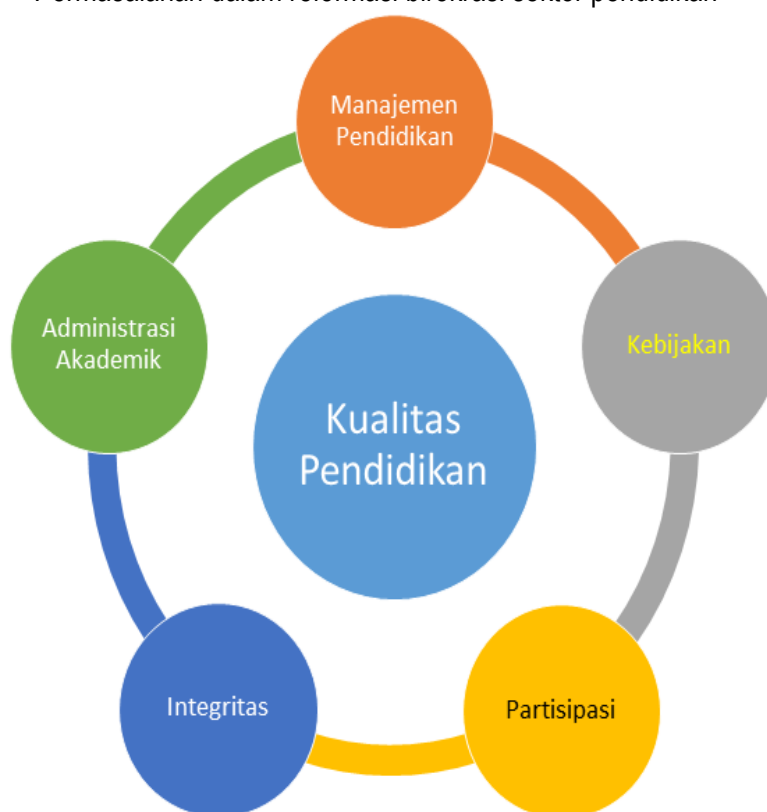 Permasalahan dalam reformasi birokrasi sektor pendidikan
Manajemen
Pendidikan
Administrasi
Akademik
Kebijakan
Kualitas
Pendidikan
Integritas
Partisipasi